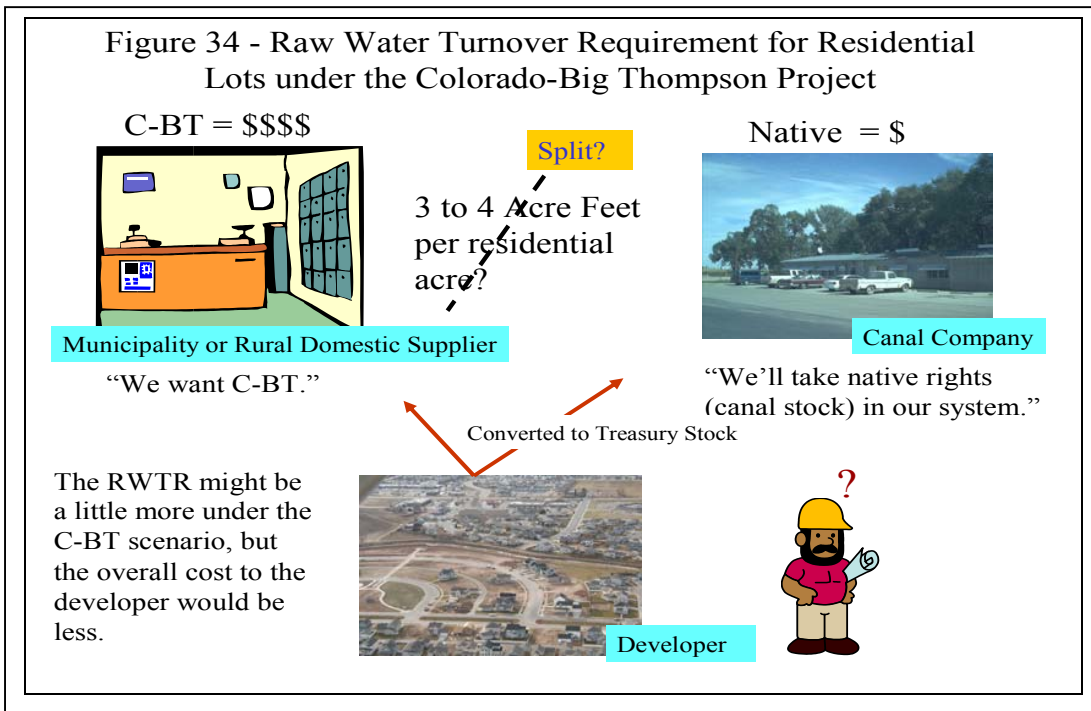 Figure 34 - Raw Water Turnover Requirement for Residential
Lots under the Colorado-Big Thompson Project
C-BT = $$$$
Native = $
Split?
3 to 4 Acre Feet
per residential
acre?
Municipality or Rural Domestic Supplier
Canal Company
“We want C-BT.”
“We’ll take native rights
(canal stock) in our system.”
Converted to Treasury Stock
The RWTR might be
a little more under the
C-BT scenario, but
the overall cost to the
developer would be
less.
?
Developer